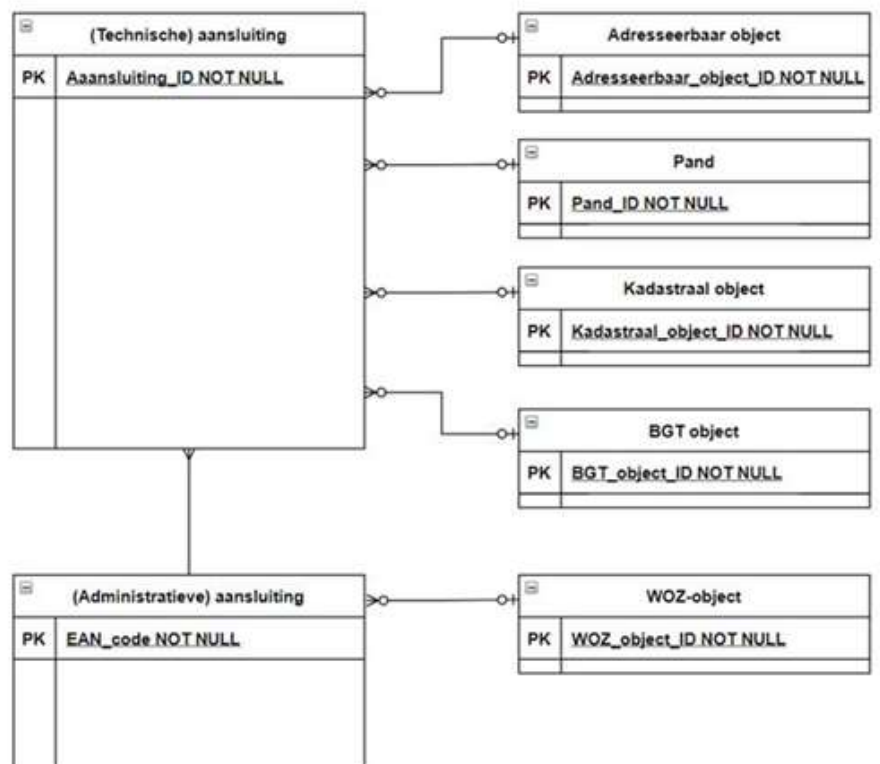 (Technische) aansluiting
PK Aaansluiting_ID NOT NULL
Adresseerbaar object
PK Adresseerbaar_object_ID NOT NULL
Pand
PK Pand_ID NOT NULL
Kadastraal object
PK Kadastraal_object_ID NOT NULL
BGT object
PK BGT_object_ID NOT NULL
(Administratieve) aansluiting
PK EAN_code NOT NULL
WOZ-object
PK WOZ_object_ID NOT NULL